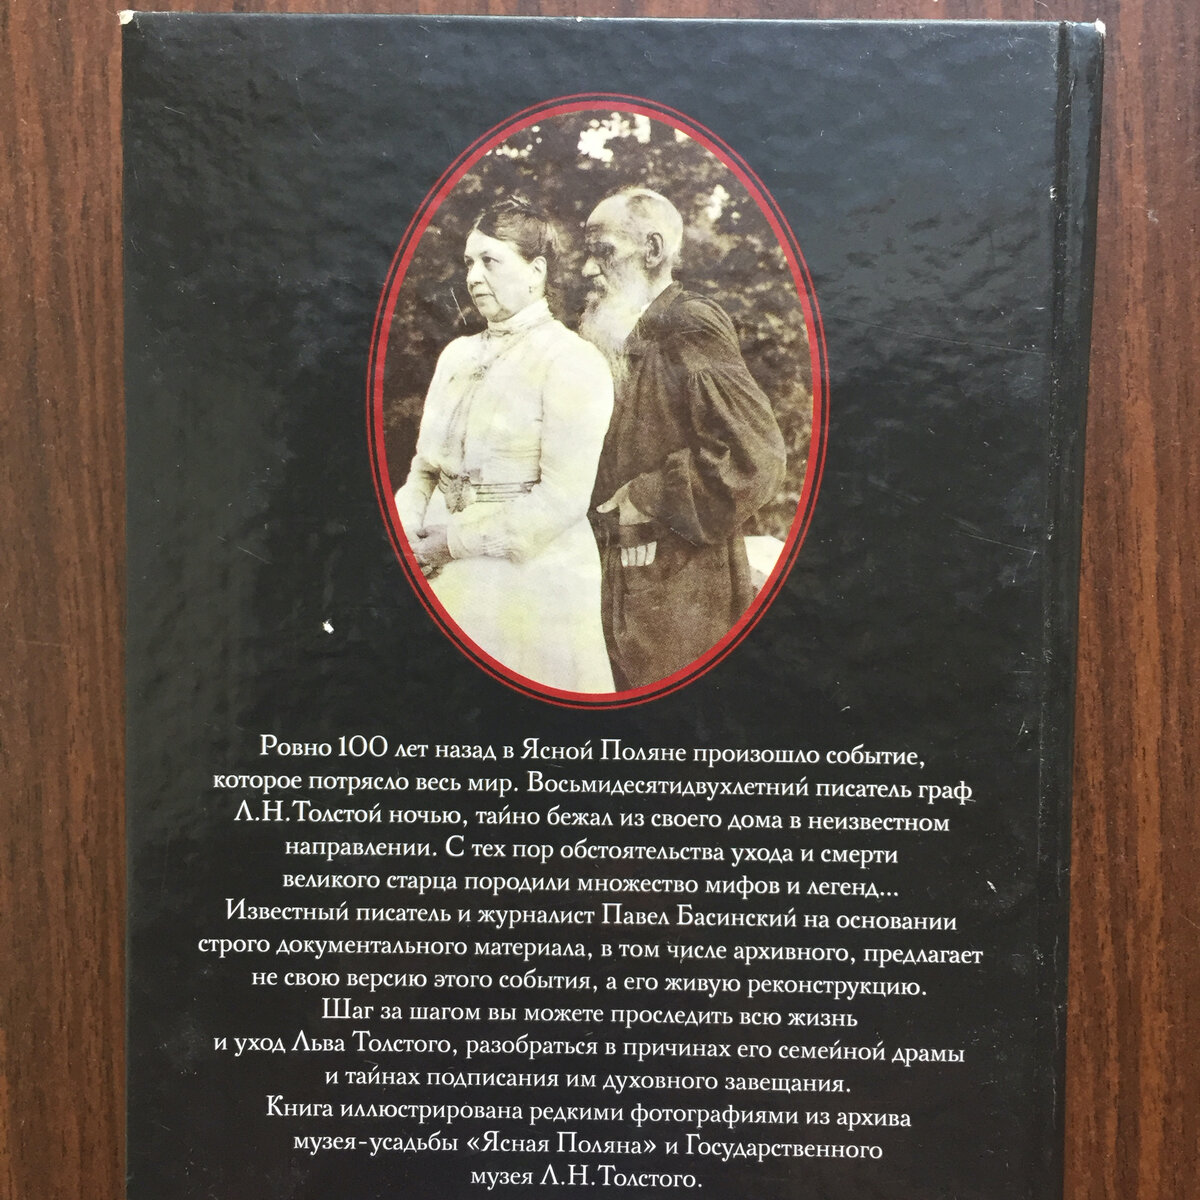 Ровно 100 лет назад в Ясной Поляне произошло событие,
которое потрясло весь мир. Восьмидесятидвухлетний писатель граф
Л.Н.Толстой ночью, тайно бежал из своего дома в неизвестном
направлении. С тех пор обстоятельства ухода и смерти
великого старца породили множество мифов и легенд...
Известный писатель и журналист Павел Басинский на основании
строго документального материала, в том числе архивного, предлагает
не свою версию этого события, а его живую реконструкцию.
Шаг за шагом вы можете проследить всю жизнь
и уход Льва Толстого, разобраться в причинах его семейной драмы
и тайнах подписания им духовного завещания.
Книга иллюстрирована редкими фотографиями из архива
музея-усадьбы «Ясная Поляна» и Государственного
музея Л.Н.Толстого.